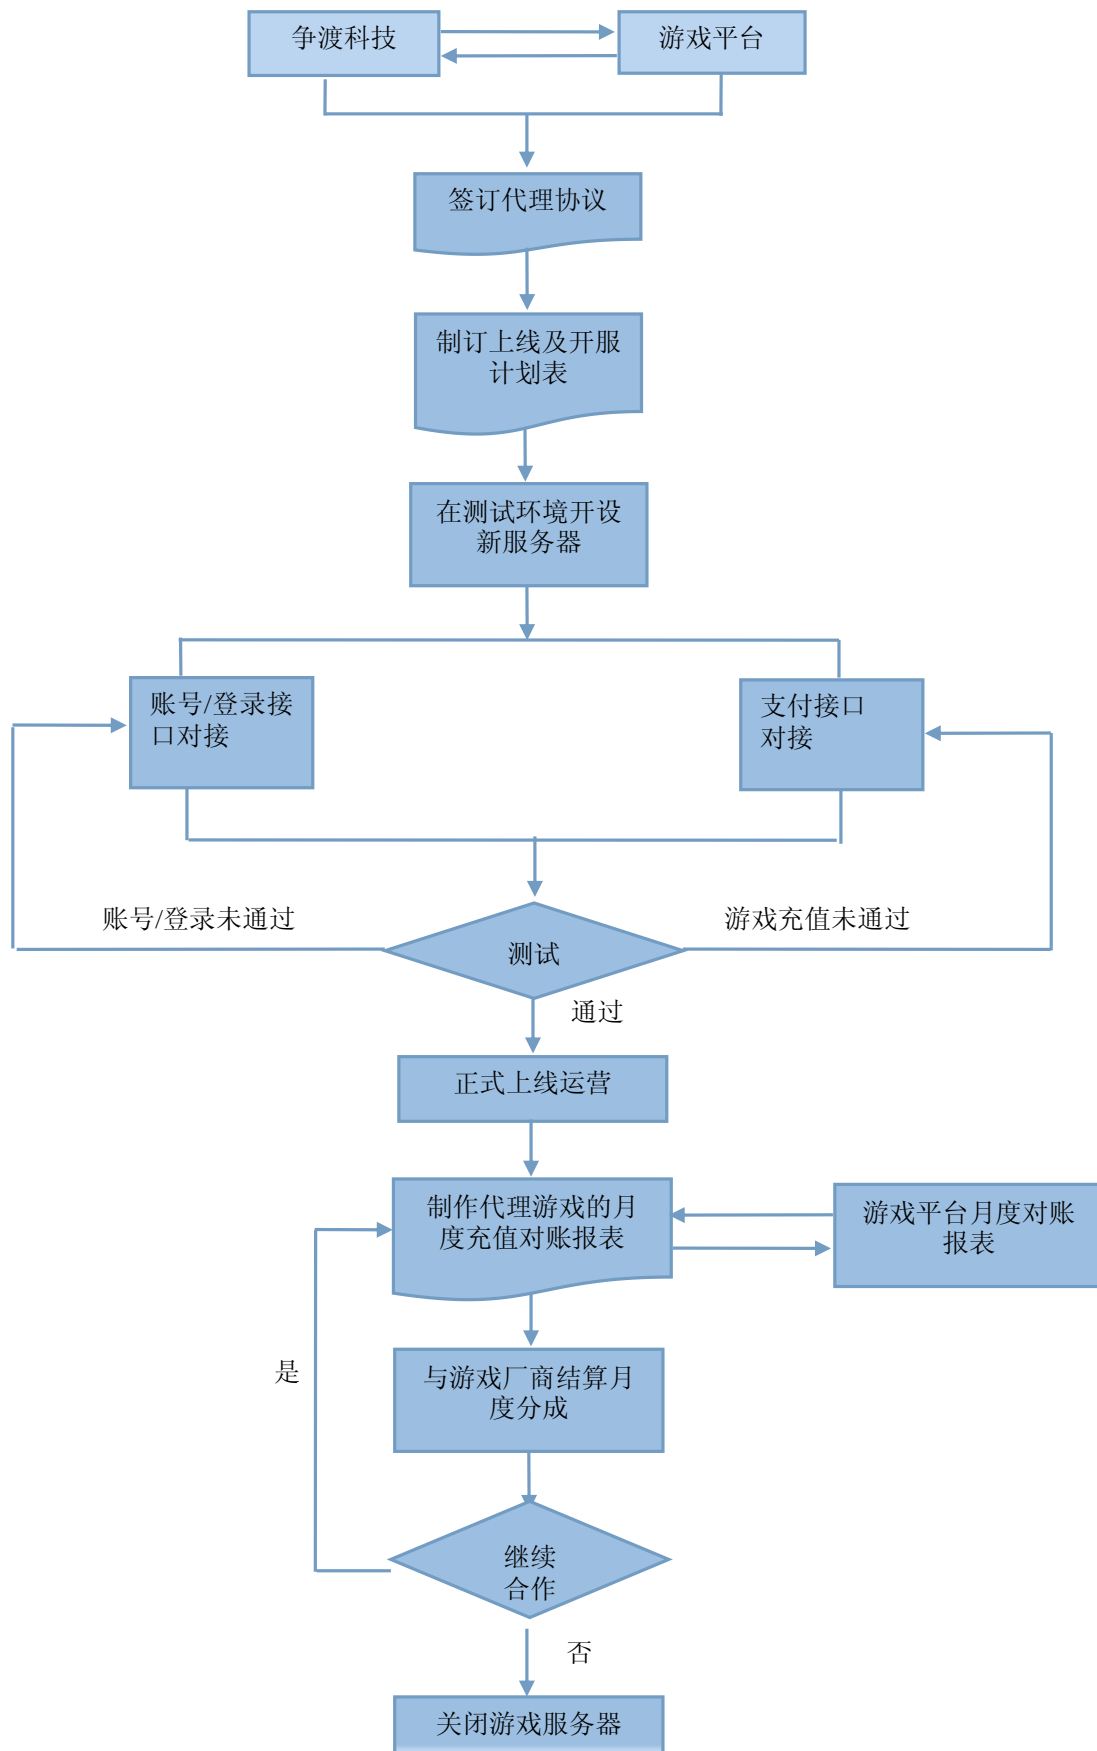 争渡科技
游戏平台
签订代理协议
制订上线及开服
计划表
在测试环境开设
新服务器
账号/登录接
口对接
支付接口
对接
账号/登录未通过
游戏充值未通过
测试
通过
正式上线运营
制作代理游戏的月
度充值对账报表
游戏平台月度对账
报表
是
与游戏厂商结算月
度分成
继续
合作
否
关闭游戏服务器